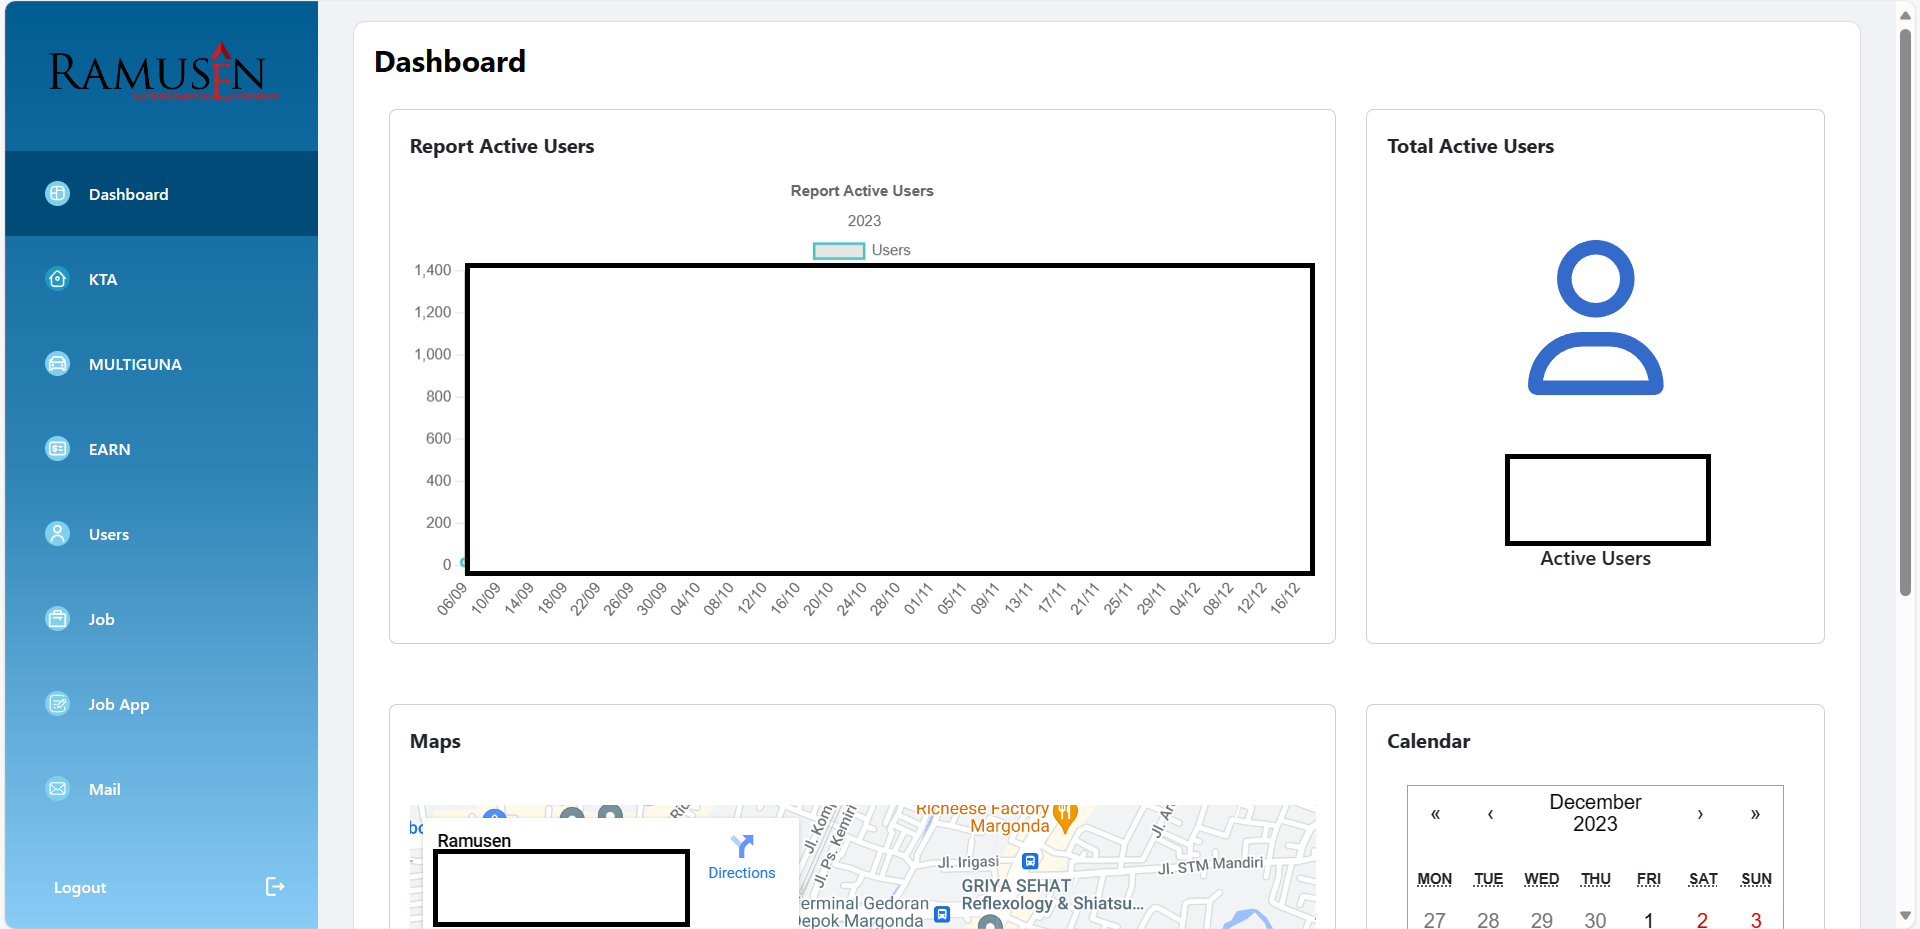 RAMUSEN
Dashboard
KTA
MULTIGUNA
EARN
Users
Job
Job App
Mail
Logout
Dashboard
Report Active Users
Report Active Users
2023
Users
1,400
1,200
1,000
800
600
400
200
0
06/09 10/09 14/09 18/09 22/09 26/09 30/09 04/10 08/10 12/10 16/10 20/10 24/10 28/10 01/11 05/11 09/11 13/11 17/11 21/11 25/11 29/11 04/12 08/12 12/12 16/12
Total Active Users
Active Users
Maps
Ramusen
Directions
Richeese Factory
Margonda
Jl. Kom
Jl. Ps. Kemiri
Jl. Irigasi
Jl. STM Mandiri
GRIYA SEHAT
Reflexology & Shiatsu...
erminal Gedoran
Depok Margonda
Calendar
« ‹ December 2023 › »
MON TUE WED THU FRI SAT SUN
27 28 29 30 1 2 3